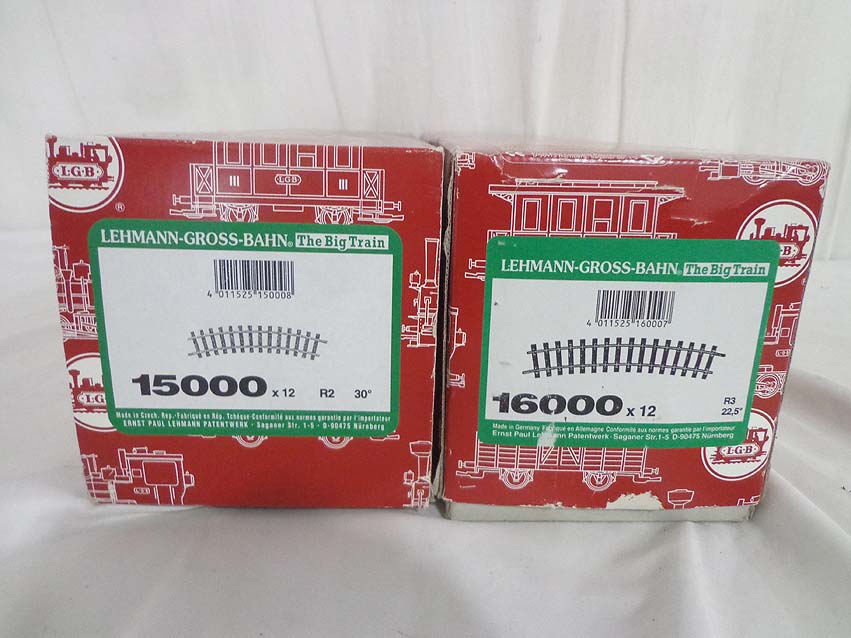 L·G·B
®
III
L·G·B
III
LEHMANN-GROSS-BAHN® The Big Train
4 011525 150008
15000 x 12 R2 30°
Made in Czech. Rep.-Fabriqué en Rép. Tchèque-Conformité aux normes garantie par l'importateur
ERNST PAUL LEHMANN PATENTWERK · Saganer Str. 1-5 · D-90475 Nürnberg
LEHMANN-GROSS-BAHN® The Big Train
4 011525 160007
16000 x 12 R3
22,5°
Made in Germany Fabriqué en Allemagne Conformité aux normes garantie par l'importateur
Ernst Paul Lehmann Patentwerk · Saganer Str.1-5 D-90475 Nürnberg
L·G·B